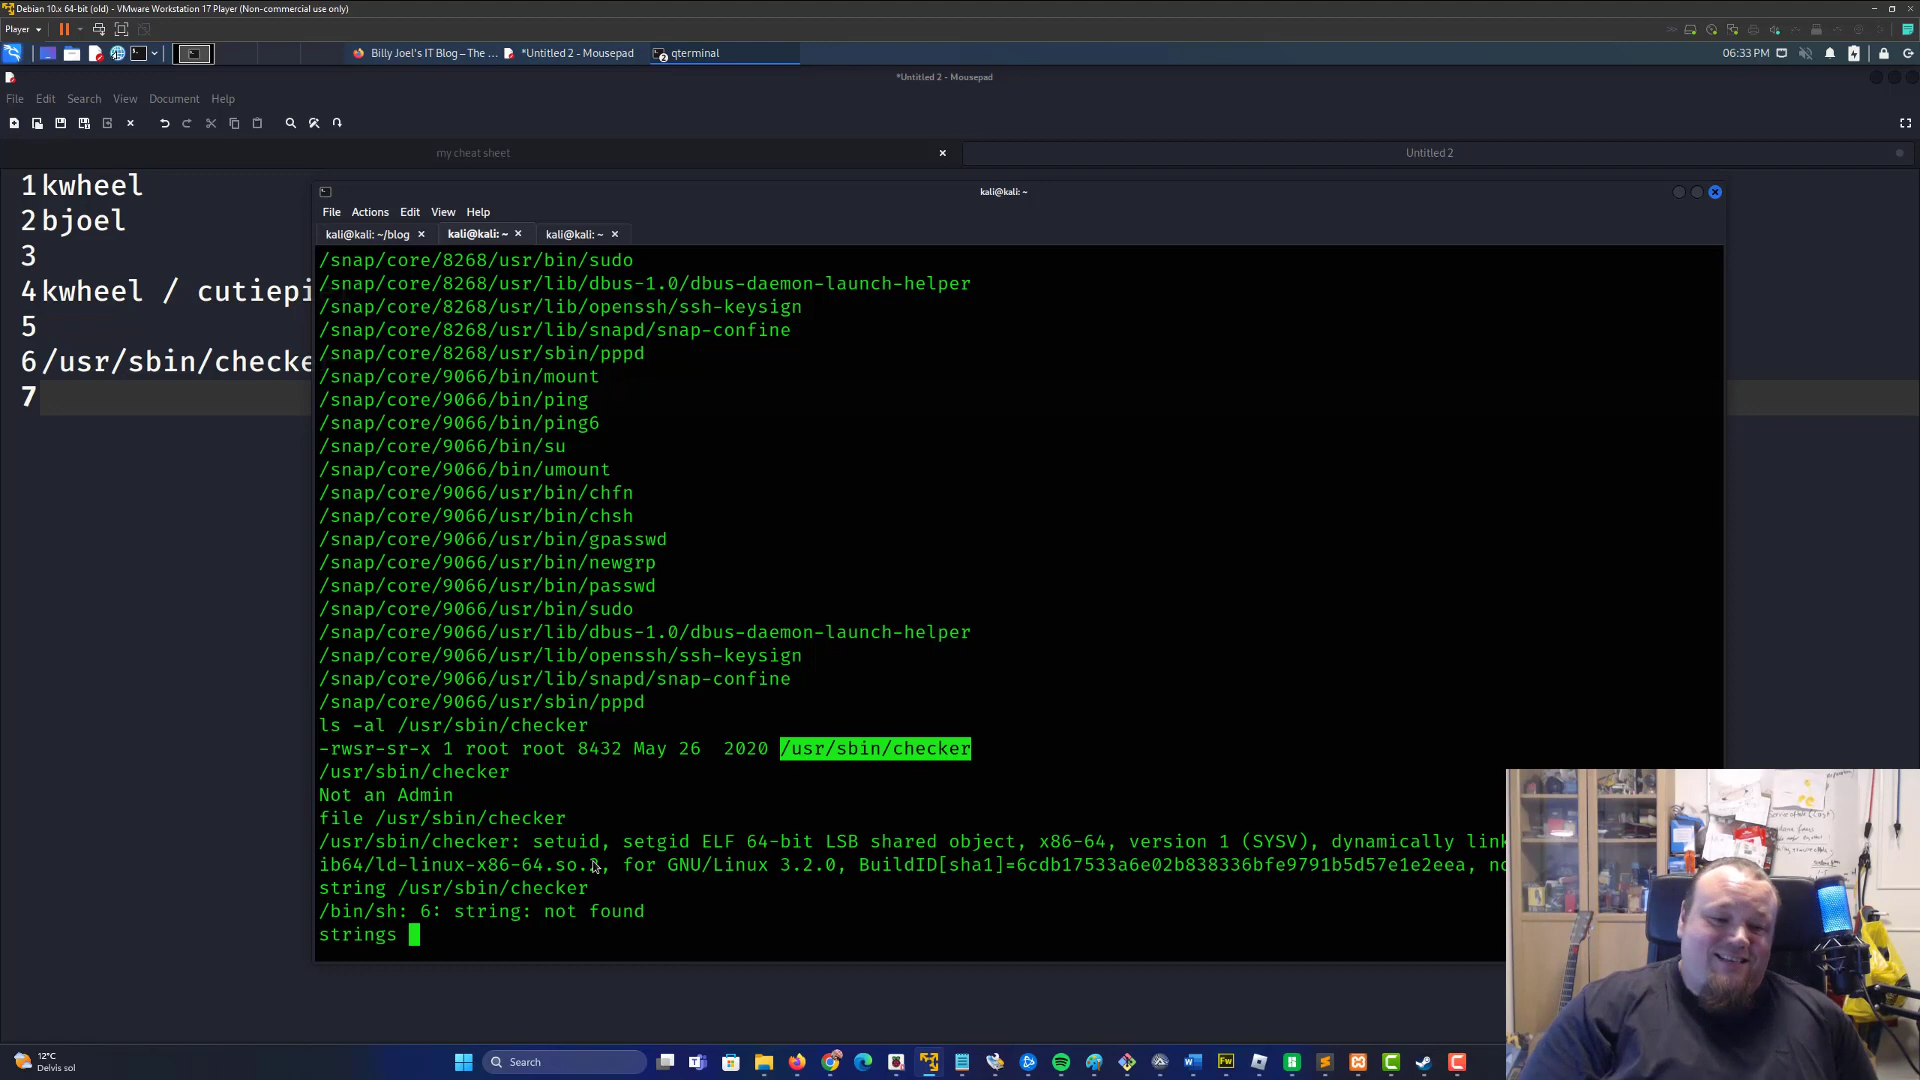 Debian 10.x 64-bit (old) - VMware Workstation 17 Player (Non-commercial use only)
Player
Billy Joel's IT Blog – The ...
*Untitled 2 - Mousepad
qterminal
06:33 PM
*Untitled 2 - Mousepad
File Edit Search View Document Help
my cheat sheet
Untitled 2
1 kwheel
2 bjoel
3
4 kwheel / cutiepi
5
6 /usr/sbin/checke
7
kali@kali: ~
File Actions Edit View Help
kali@kali: ~/blog
kali@kali: ~
kali@kali: ~
/snap/core/8268/usr/bin/sudo
/snap/core/8268/usr/lib/dbus-1.0/dbus-daemon-launch-helper
/snap/core/8268/usr/lib/openssh/ssh-keysign
/snap/core/8268/usr/lib/snapd/snap-confine
/snap/core/8268/usr/sbin/pppd
/snap/core/9066/bin/mount
/snap/core/9066/bin/ping
/snap/core/9066/bin/ping6
/snap/core/9066/bin/su
/snap/core/9066/bin/umount
/snap/core/9066/usr/bin/chfn
/snap/core/9066/usr/bin/chsh
/snap/core/9066/usr/bin/gpasswd
/snap/core/9066/usr/bin/newgrp
/snap/core/9066/usr/bin/passwd
/snap/core/9066/usr/bin/sudo
/snap/core/9066/usr/lib/dbus-1.0/dbus-daemon-launch-helper
/snap/core/9066/usr/lib/openssh/ssh-keysign
/snap/core/9066/usr/lib/snapd/snap-confine
/snap/core/9066/usr/sbin/pppd
ls -al /usr/sbin/checker
-rwsr-sr-x 1 root root 8432 May 26  2020 /usr/sbin/checker
/usr/sbin/checker
Not an Admin
file /usr/sbin/checker
/usr/sbin/checker: setuid, setgid ELF 64-bit LSB shared object, x86-64, version 1 (SYSV), dynamically link
ib64/ld-linux-x86-64.so.2, for GNU/Linux 3.2.0, BuildID[sha1]=6cdb17533a6e02b838336bfe9791b5d57e1e2eea, no
string /usr/sbin/checker
/bin/sh: 6: string: not found
strings
12°C
Delvis sol
Search